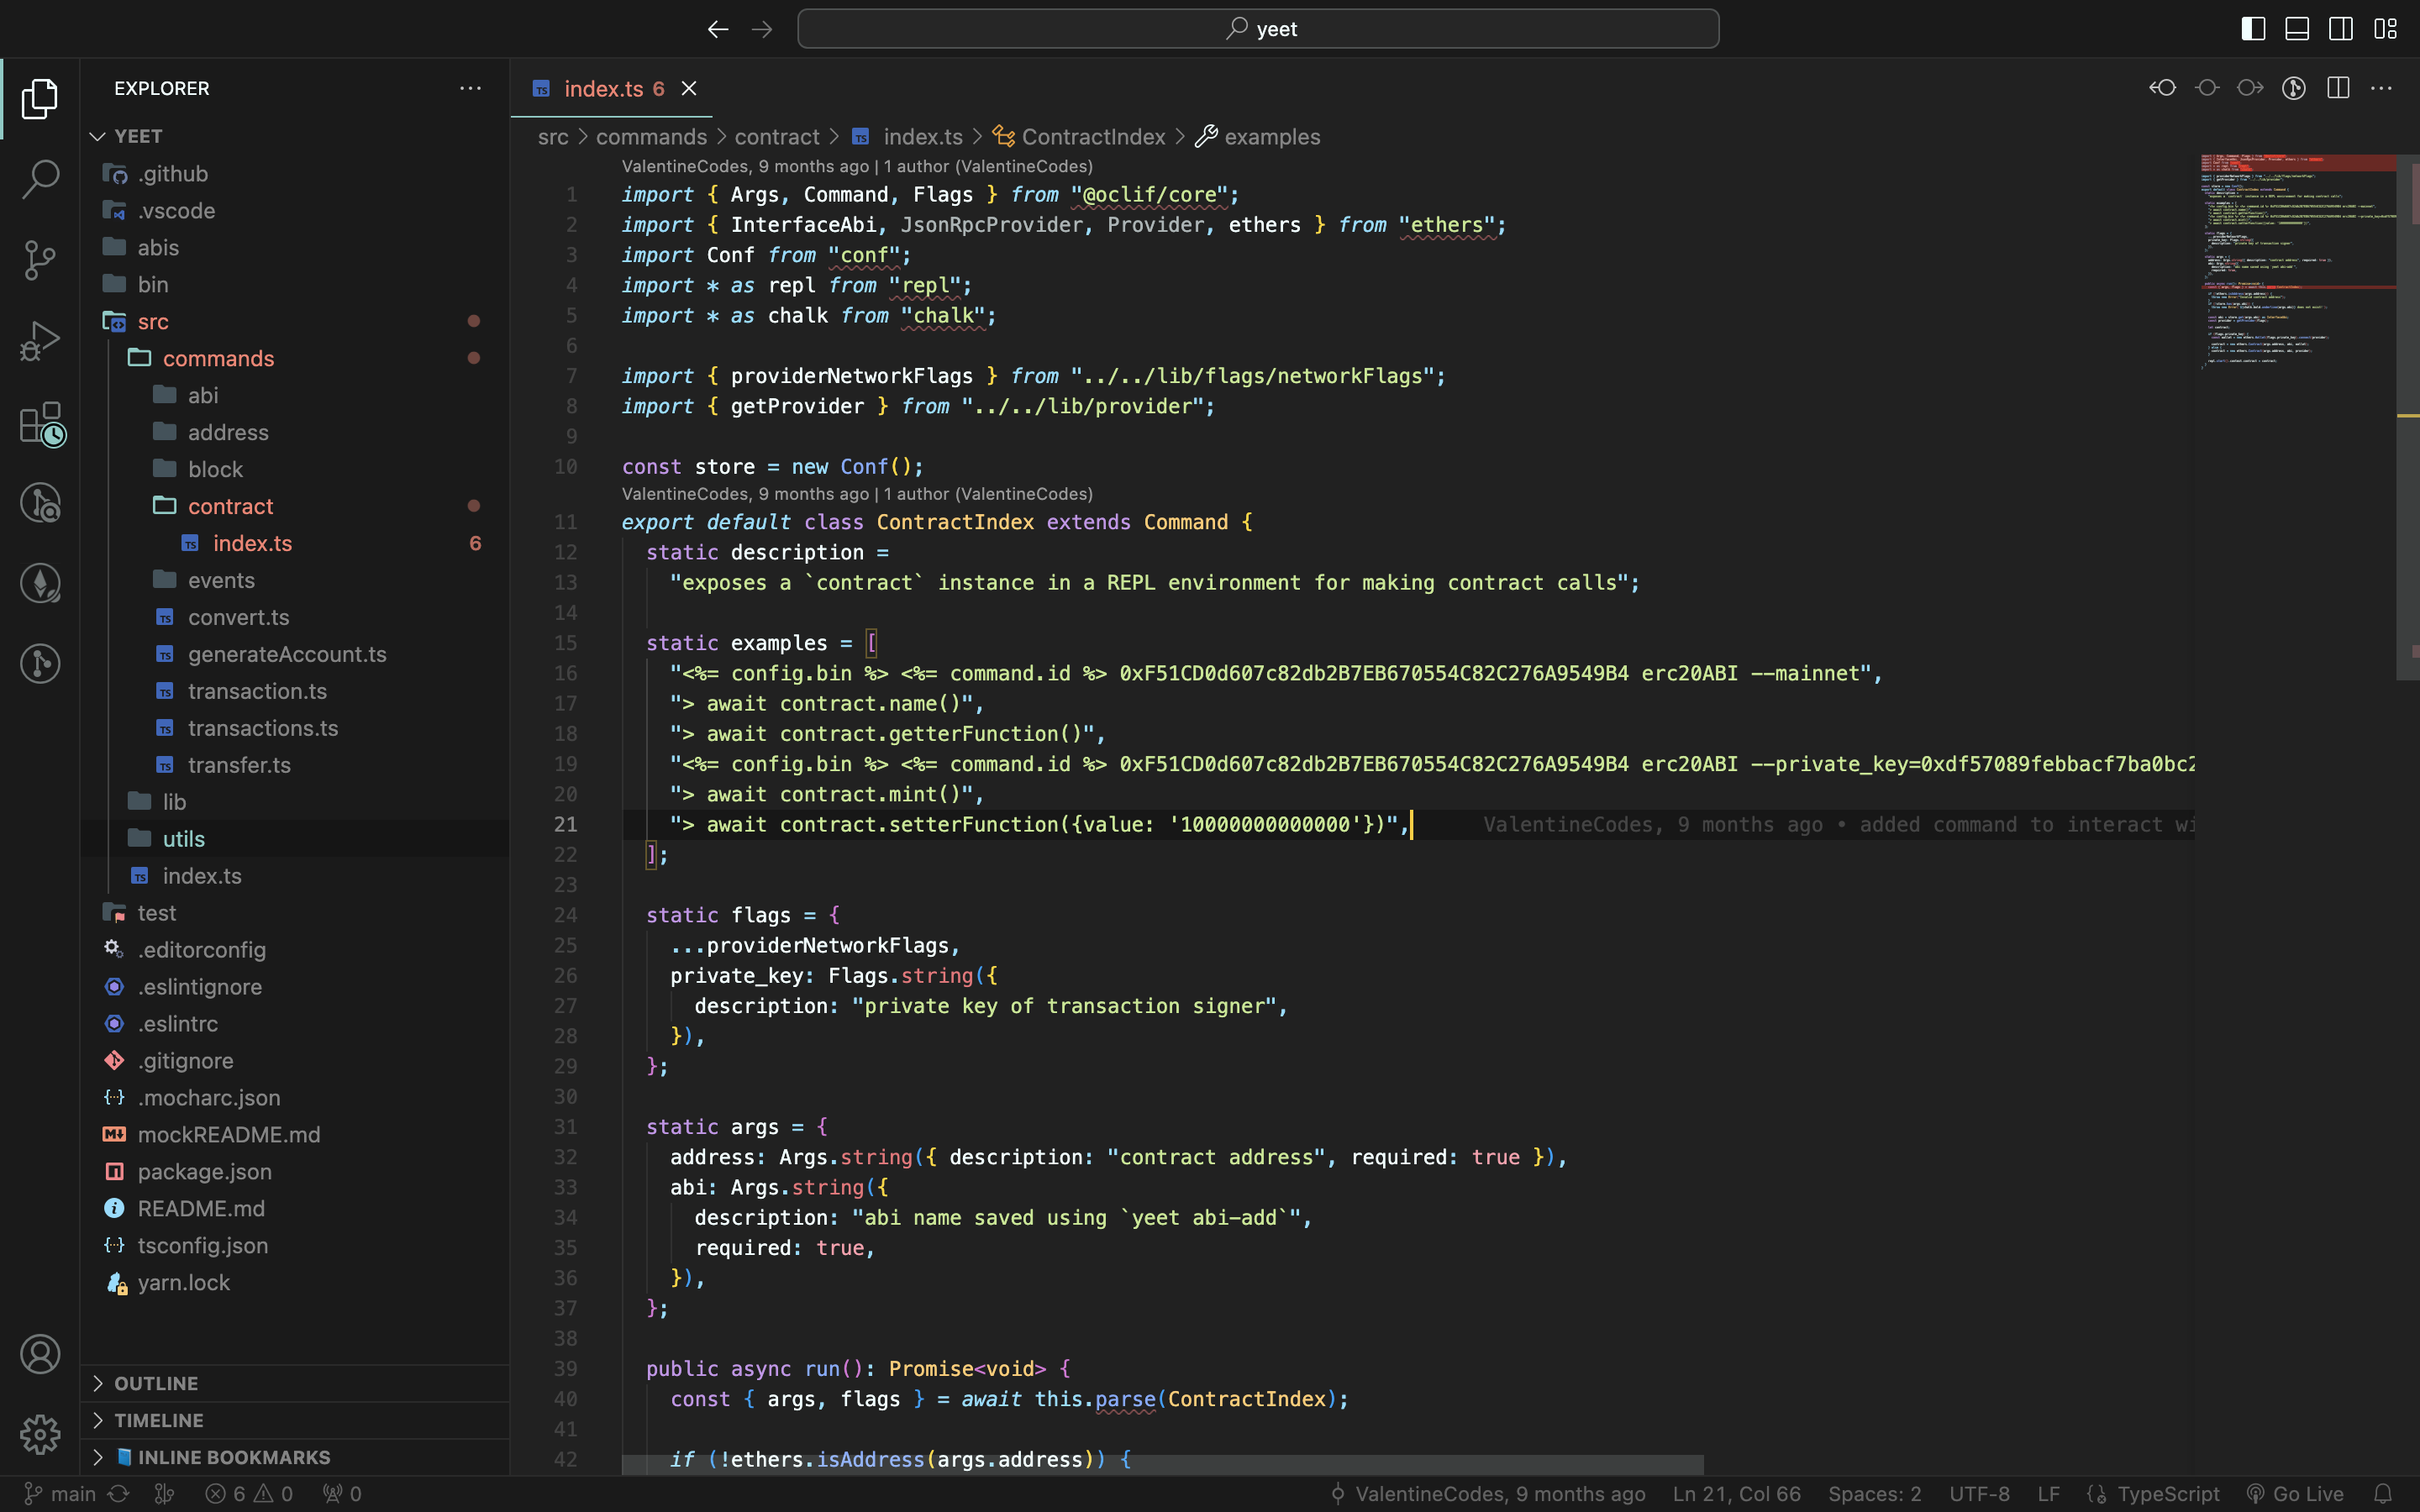 yeet
EXPLORER
YEET
.github
.vscode
abis
bin
src
commands
abi
address
block
contract
index.ts 6
events
convert.ts
generateAccount.ts
transaction.ts
transactions.ts
transfer.ts
lib
utils
index.ts
test
.editorconfig
.eslintignore
.eslintrc
.gitignore
.mocharc.json
mockREADME.md
package.json
README.md
tsconfig.json
yarn.lock
OUTLINE
TIMELINE
INLINE BOOKMARKS
index.ts 6
src > commands > contract > TS index.ts > ContractIndex > examples
ValentineCodes, 9 months ago | 1 author (ValentineCodes)
1 import { Args, Command, Flags } from "@oclif/core";
2 import { InterfaceAbi, JsonRpcProvider, Provider, ethers } from "ethers";
3 import Conf from "conf";
4 import * as repl from "repl";
5 import * as chalk from "chalk";
6
7 import { providerNetworkFlags } from "../../lib/flags/networkFlags";
8 import { getProvider } from "../../lib/provider";
9
10 const store = new Conf();
ValentineCodes, 9 months ago | 1 author (ValentineCodes)
11 export default class ContractIndex extends Command {
12 static description =
13 "exposes a `contract` instance in a REPL environment for making contract calls";
14
15 static examples = [
16 "<%= config.bin %> <%= command.id %> 0xF51CD0d607c82db2B7EB670554C82C276A9549B4 erc20ABI --mainnet",
17 "> await contract.name()",
18 "> await contract.getterFunction()",
19 "<%= config.bin %> <%= command.id %> 0xF51CD0d607c82db2B7EB670554C82C276A9549B4 erc20ABI --private_key=0xdf57089febbacf7ba0bc2
20 "> await contract.mint()",
21 "> await contract.setterFunction({value: '10000000000000'})", ValentineCodes, 9 months ago • added command to interact wi
22 ];
23
24 static flags = {
25 ...providerNetworkFlags,
26 private_key: Flags.string({
27 description: "private key of transaction signer",
28 }),
29 };
30
31 static args = {
32 address: Args.string({ description: "contract address", required: true }),
33 abi: Args.string({
34 description: "abi name saved using `yeet abi-add`",
35 required: true,
36 }),
37 };
38
39 public async run(): Promise<void> {
40 const { args, flags } = await this.parse(ContractIndex);
41
42 if (!ethers.isAddress(args.address)) {
main 6 0 0 ValentineCodes, 9 months ago Ln 21, Col 66 Spaces: 2 UTF-8 LF TypeScript Go Live